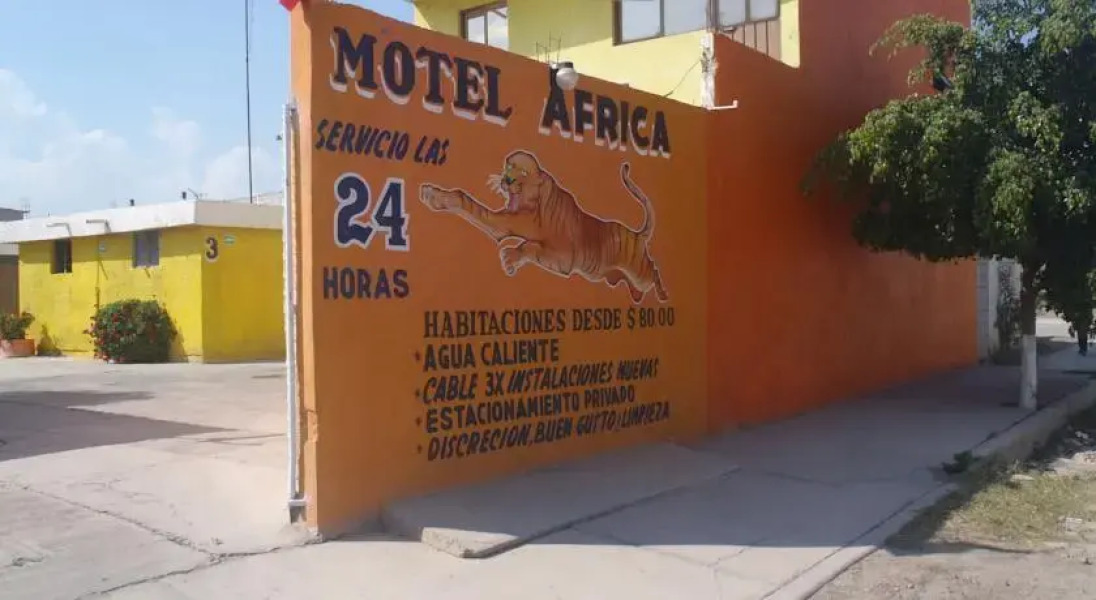 MOTEL AFRICA
SERVICIO LAS
24
HORAS
HABITACIONES DESDE $ 80.00
• AGUA CALIENTE
• CABLE 3X INSTALACIONES NUEVAS
• ESTACIONAMIENTO PRIVADO
• DISCRECION, BUEN GUSTO Y LIMPIEZA
3